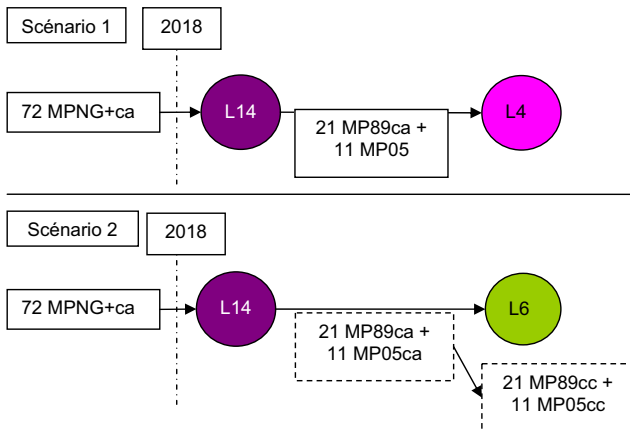 Scénario 1
2018
72 MPNG+ca
L14
21 MP89ca +
11 MP05
L4
Scénario 2
2018
72 MPNG+ca
L14
21 MP89ca +
11 MP05ca
L6
21 MP89cc +
11 MP05cc